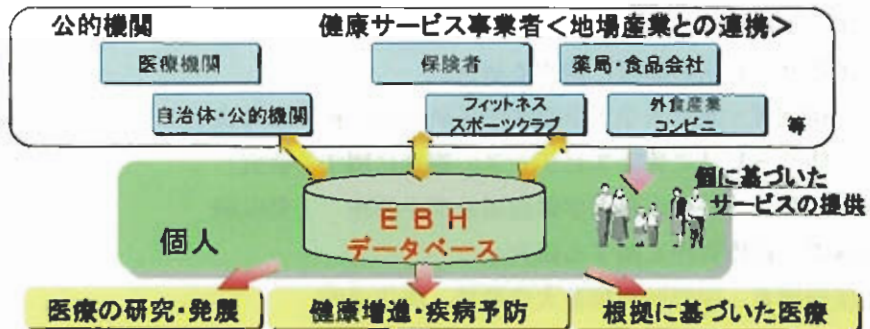 公的機関
健康サービス事業者<地場産業との連携>
医療機関
保険者
薬局・食品会社
自治体・公的機関
フィットネス
スポーツクラブ
外食産業
コンビニ
等
個に基づいた
サービスの提供
EBH
データベース
個人
医療の研究・発展
健康増進・疾病予防
根拠に基づいた医療